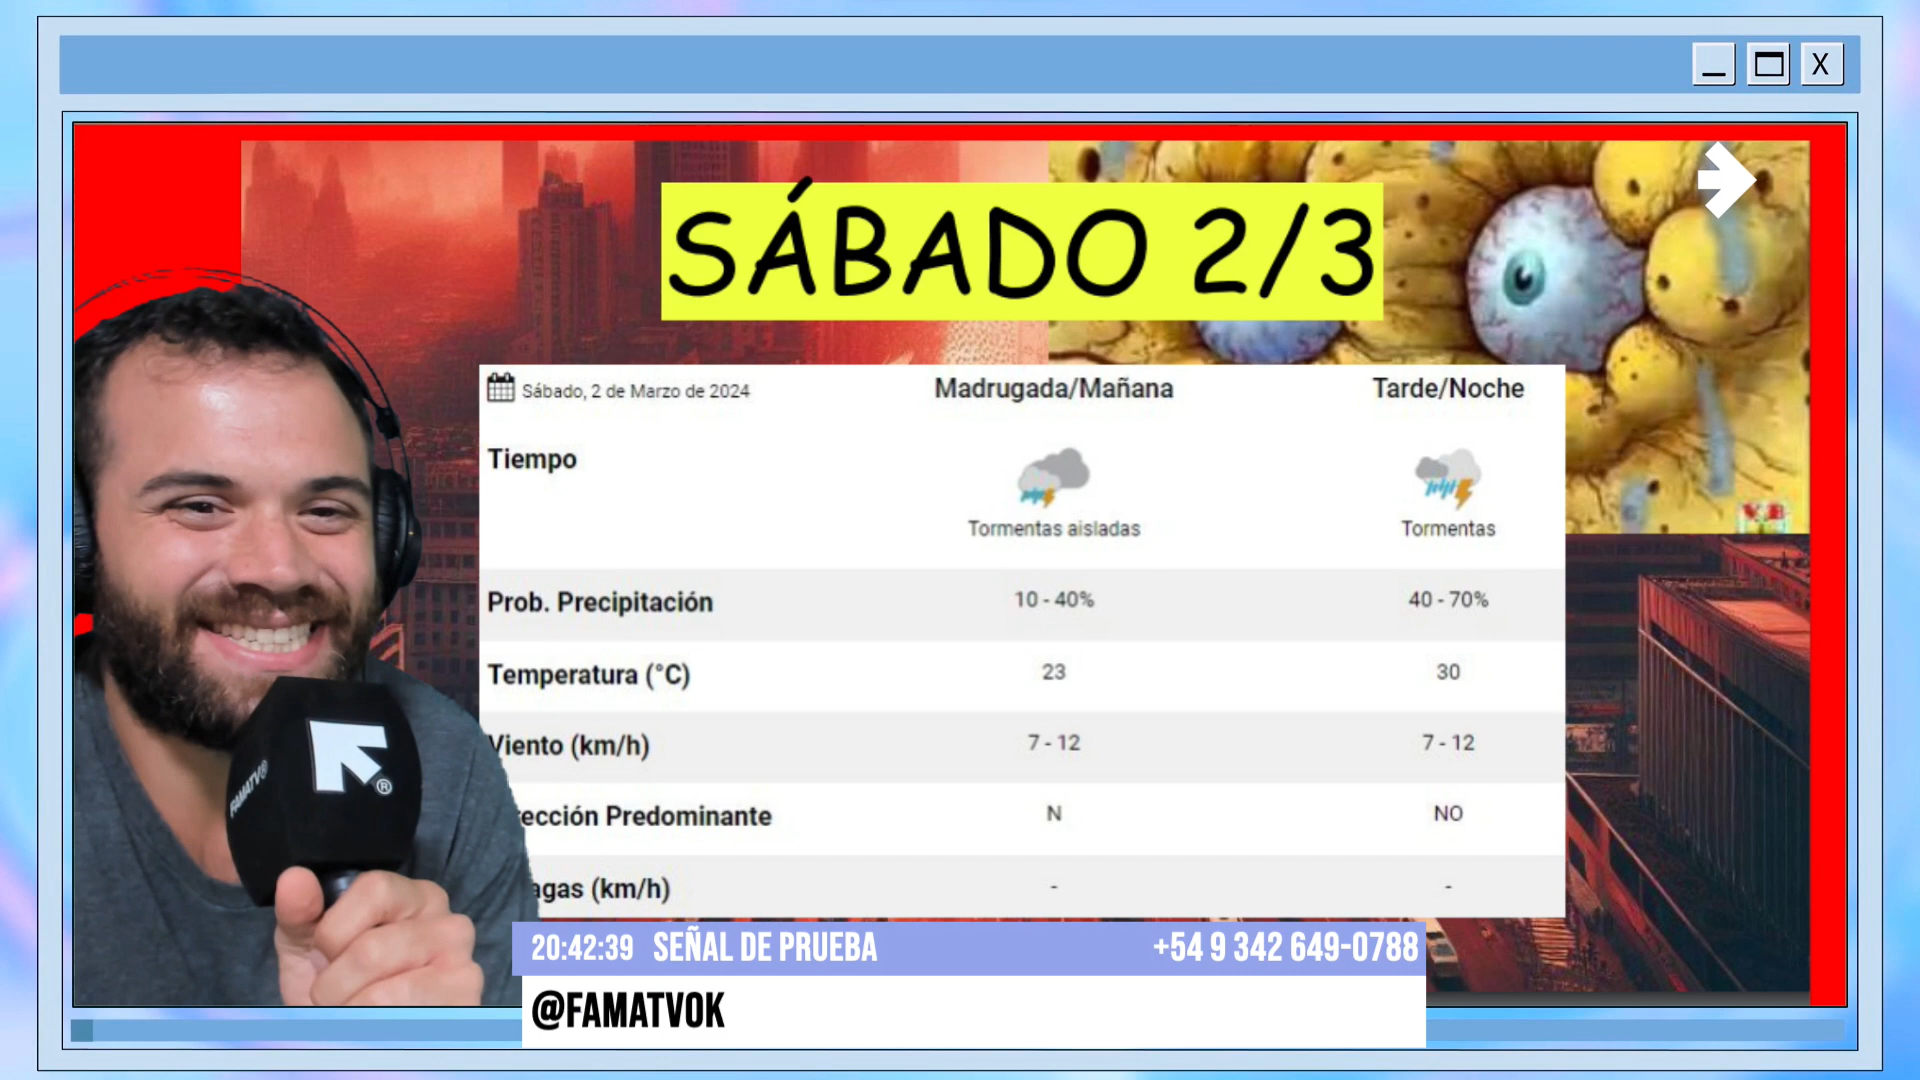 X
SÁBADO 2/3
Sábado, 2 de Marzo de 2024 Madrugada/Mañana Tarde/Noche
Tiempo
Tormentas aisladas Tormentas
Prob. Precipitación 10 - 40% 40 - 70%
Temperatura (°C) 23 30
Viento (km/h) 7 - 12 7 - 12
ección Predominante N NO
agas (km/h) - -
FAMATV®
®
20:42:39 SEÑAL DE PRUEBA +54 9 342 649-0788
@FAMATVOK